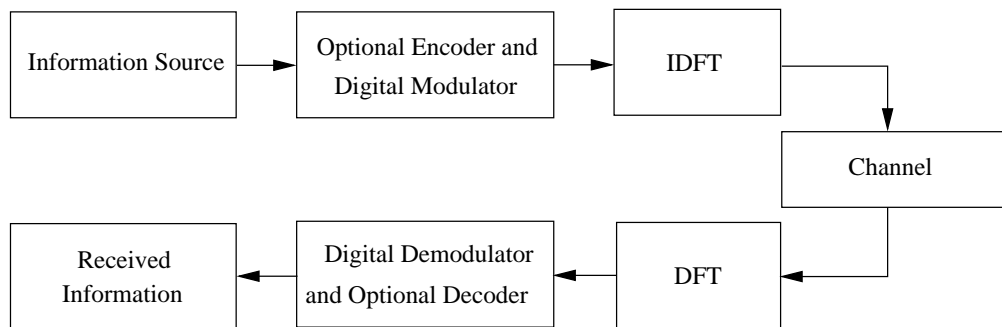 Information Source
Optional Encoder and
Digital Modulator
IDFT
Channel
DFT
Digital Demodulator
and Optional Decoder
Received
Information